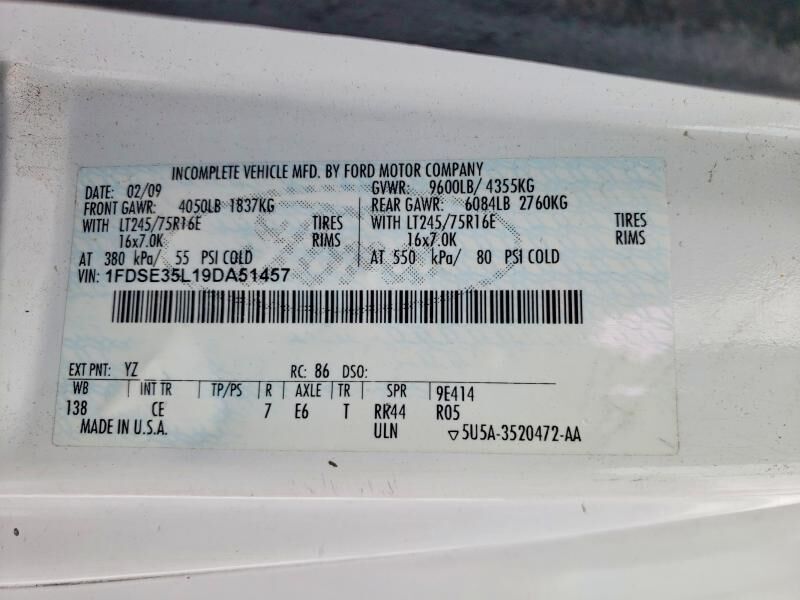 INCOMPLETE VEHICLE MFD. BY FORD MOTOR COMPANY
DATE: 02/09 GVWR: 9600LB/ 4355KG
FRONT GAWR: 4050LB 1837KG REAR GAWR: 6084LB 2760KG
WITH LT245/75R16E TIRES WITH LT245/75R16E TIRES
16x7.0K RIMS 16x7.0K RIMS
AT 380 kPa/ 55 PSI COLD AT 550 kPa/ 80 PSI COLD
VIN: 1FDSE35L19DA51457
EXT PNT: YZ RC: 86 DSO:
WB INT TR TP/PS R AXLE TR SPR 9E414
138 CE 7 E6 T RR44 R05
MADE IN U.S.A. ULN ▽5U5A-3520472-AA